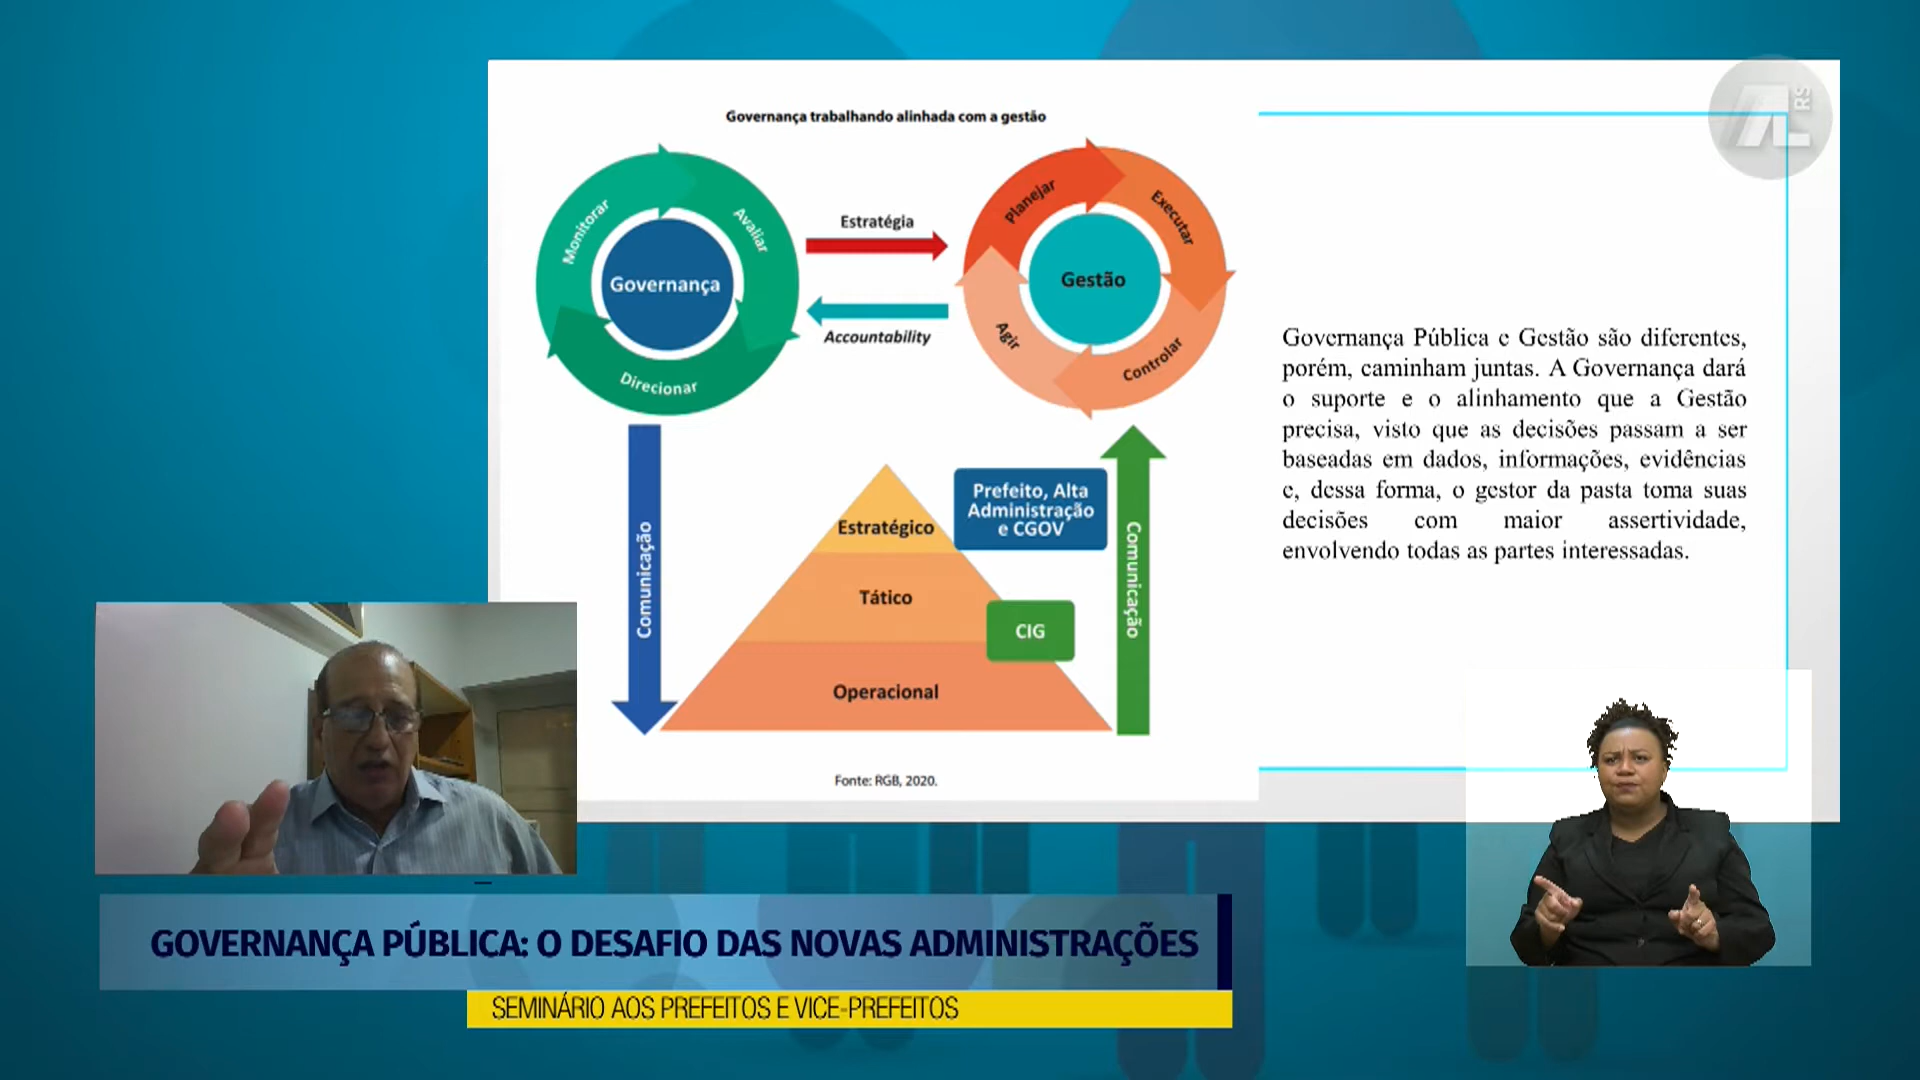 Governança trabalhando alinhada com a gestão
Monitorar
Avaliar
Direcionar
Governança
Estratégia
Accountability
Planejar
Executar
Controlar
Agir
Gestão
Comunicação
Estratégico
Tático
Operacional
Prefeito, Alta
Administração
e CGOV
CIG
Comunicação
Fonte: RGB, 2020.
Governança Pública e Gestão são diferentes,
porém, caminham juntas. A Governança dará
o suporte e o alinhamento que a Gestão
precisa, visto que as decisões passam a ser
baseadas em dados, informações, evidências
e, dessa forma, o gestor da pasta toma suas
decisões com maior assertividade,
envolvendo todas as partes interessadas.
AL RS
GOVERNANÇA PÚBLICA: O DESAFIO DAS NOVAS ADMINISTRAÇÕES
SEMINÁRIO AOS PREFEITOS E VICE-PREFEITOS